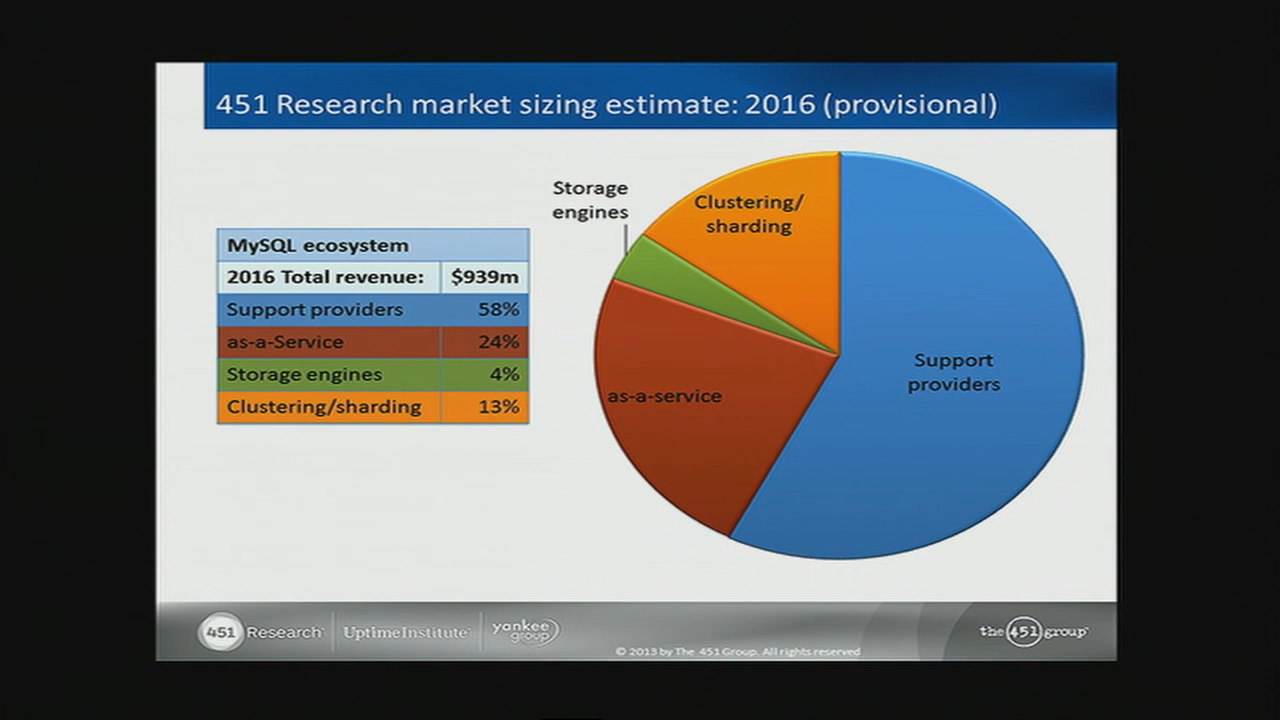 451 Research market sizing estimate: 2016 (provisional)
MySQL ecosystem
2016 Total revenue: $939m
Support providers 58%
as-a-Service 24%
Storage engines 4%
Clustering/sharding 13%
Storage
engines
Clustering/
sharding
Support
providers
as-a-service
451 Research
UptimeInstitute
yankee
group
the 451 group
© 2013 by The 451 Group. All rights reserved